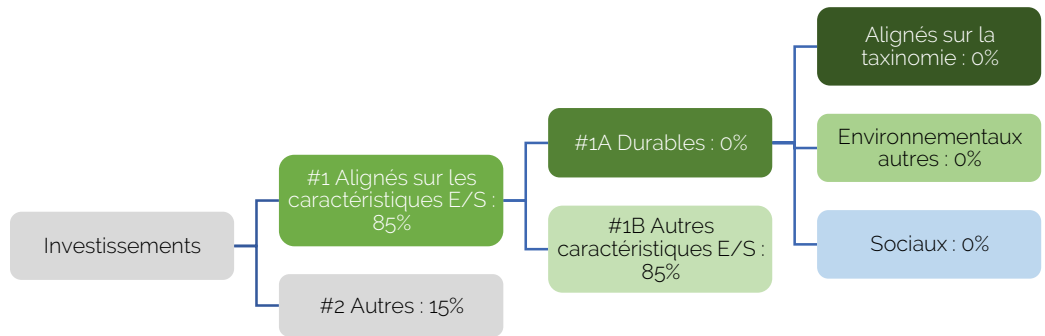 Investissements
#1 Alignés sur les
caractéristiques E/S :
85%
#2 Autres : 15%
#1A Durables : 0%
#1B Autres
caractéristiques E/S :
85%
Alignés sur la
taxinomie : 0%
Environnementaux
autres : 0%
Sociaux : 0%